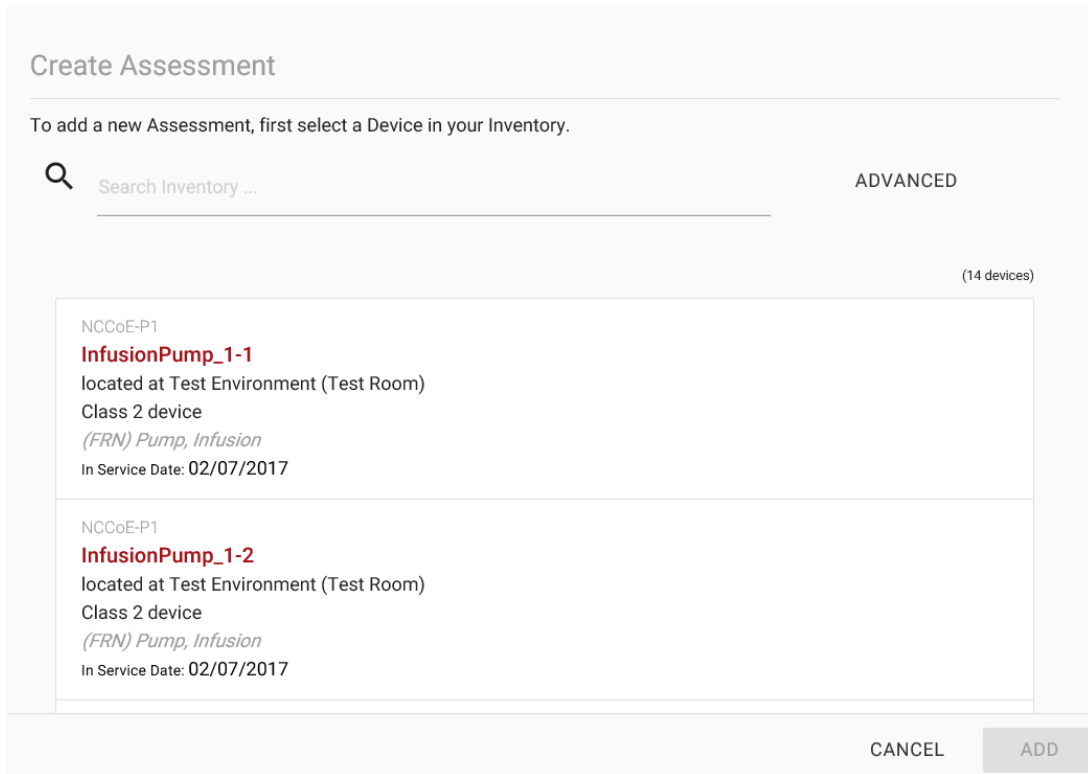 Create Assessment
To add a new Assessment, first select a Device in your Inventory.
Search Inventory ...
ADVANCED
(14 devices)
NCCoE-P1
InfusionPump_1-1
located at Test Environment (Test Room)
Class 2 device
(FRN) Pump, Infusion
In Service Date: 02/07/2017
NCCoE-P1
InfusionPump_1-2
located at Test Environment (Test Room)
Class 2 device
(FRN) Pump, Infusion
In Service Date: 02/07/2017
CANCEL
ADD